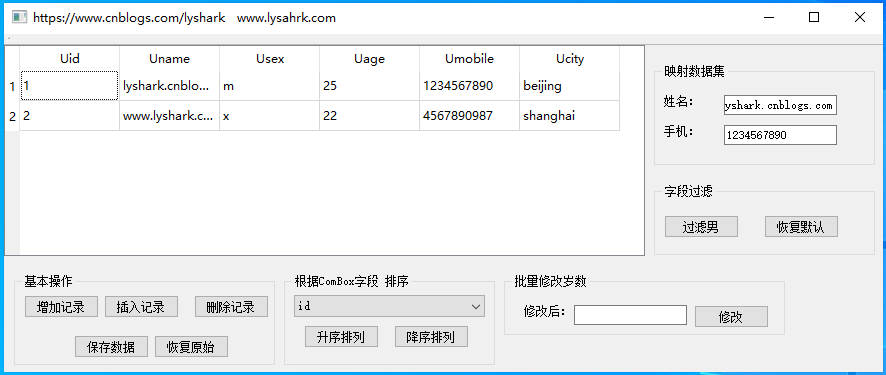 https://www.cnblogs.com/lyshark www.lysahrk.com
Uid Uname Usex Uage Umobile Ucity
1 1 lyshark.cnblo... m 25 1234567890 beijing
2 2 www.lyshark.c... x 22 4567890987 shanghai
映射数据集
姓名: yshark.cnblogs.com
手机: 1234567890
字段过滤
过滤男 恢复默认
基本操作
增加记录 插入记录 删除记录
保存数据 恢复原始
根据ComBox字段 排序
id
升序排列 降序排列
批量修改岁数
修改后: 修改